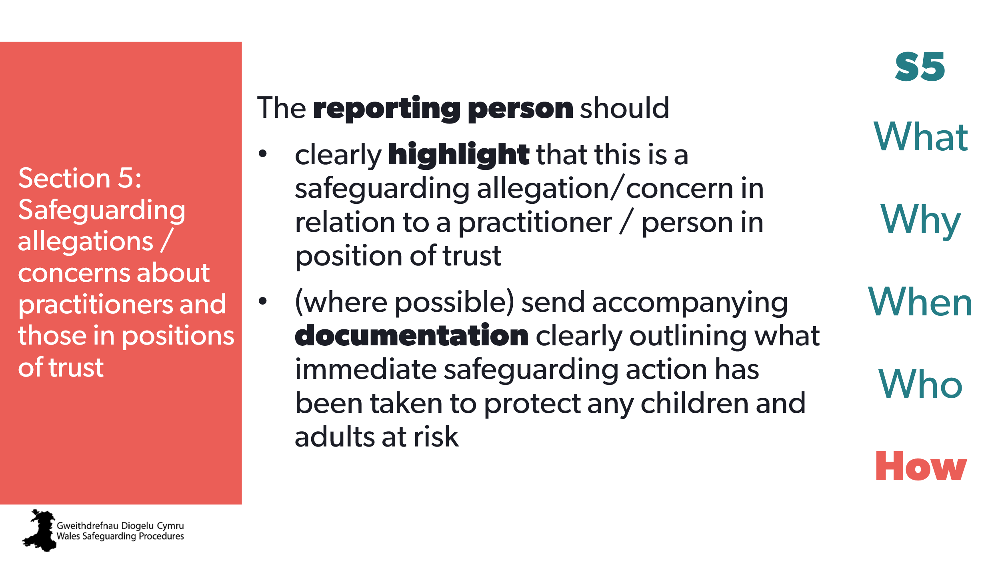 Section 5:
Safeguarding
allegations /
concerns about
practitioners and
those in positions
of trust
The reporting person should
• clearly highlight that this is a
safeguarding allegation/concern in
relation to a practitioner / person in
position of trust
• (where possible) send accompanying
documentation clearly outlining what
immediate safeguarding action has
been taken to protect any children and
adults at risk
S5
What
Why
When
Who
How
Gweithdrefnau Diogelu Cymru
Wales Safeguarding Procedures